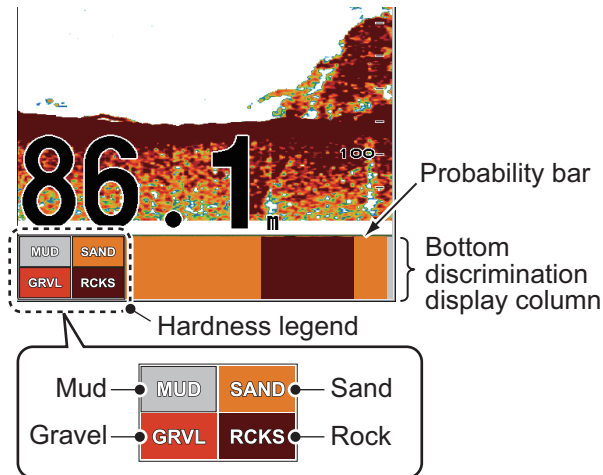 100
86.1m
Probability bar
MUD SAND
GRVL RCKS
Bottom
discrimination
display column
Hardness legend
Mud MUD SAND Sand
Gravel GRVL RCKS Rock